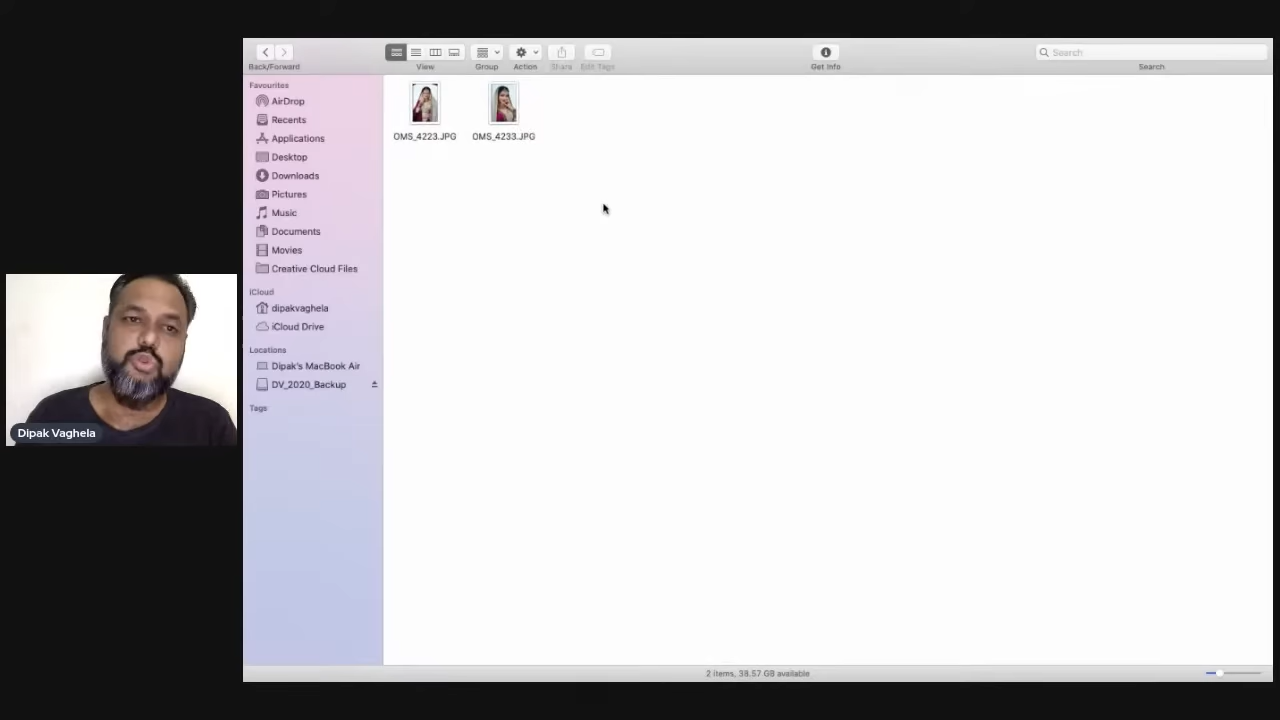 Back/Forward
View
Group
Action
Share
Edit Tags
Get Info
Search
Search
Favourites
AirDrop
Recents
Applications
Desktop
Downloads
Pictures
Music
Documents
Movies
Creative Cloud Files
iCloud
dipakvaghela
iCloud Drive
Locations
Dipak's MacBook Air
DV_2020_Backup
Tags
OMS_4223.JPG
OMS_4233.JPG
2 items, 38.57 GB available
Dipak Vaghela